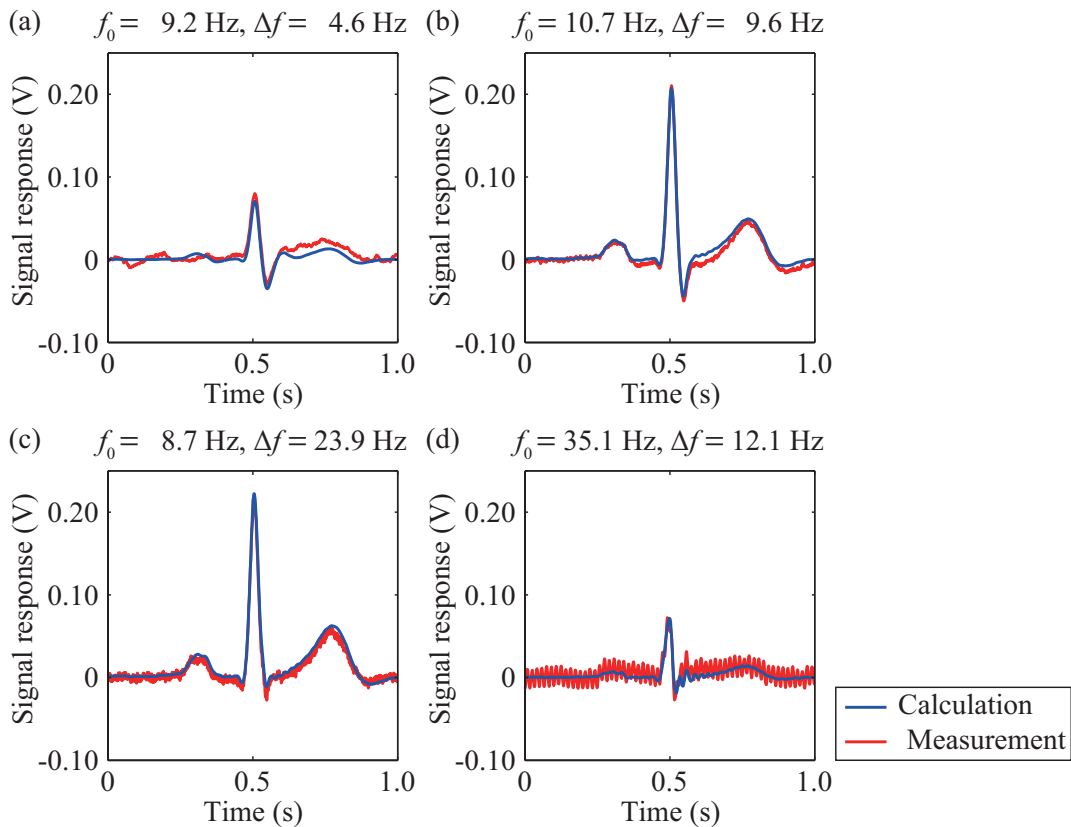 (a) f0 = 9.2 Hz, Δf = 4.6 Hz
Signal response (V)
0.20
0.10
0
-0.10
0 0.5 1.0
Time (s)
(b) f0 = 10.7 Hz, Δf = 9.6 Hz
Signal response (V)
0.20
0.10
0
-0.10
0 0.5 1.0
Time (s)
(c) f0 = 8.7 Hz, Δf = 23.9 Hz
Signal response (V)
0.20
0.10
0
-0.10
0 0.5 1.0
Time (s)
(d) f0 = 35.1 Hz, Δf = 12.1 Hz
Signal response (V)
0.20
0.10
0
-0.10
0 0.5 1.0
Time (s)
Calculation
Measurement